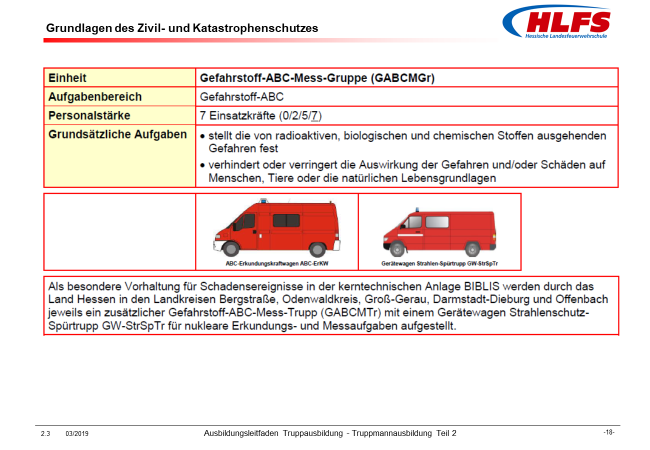 Grundlagen des Zivil- und Katastrophenschutzes
HLFS
Hessische Landesfeuerwehrschule
Einheit Gefahrstoff-ABC-Mess-Gruppe (GABCMGr)
Aufgabenbereich Gefahrstoff-ABC
Personalstärke 7 Einsatzkräfte (0/2/5/7)
Grundsätzliche Aufgaben • stellt die von radioaktiven, biologischen und chemischen Stoffen ausgehenden
Gefahren fest
• verhindert oder verringert die Auswirkung der Gefahren und/oder Schäden auf
Menschen, Tiere oder die natürlichen Lebensgrundlagen
ABC-Erkundungskraftwagen ABC-ErKW Gerätewagen Strahlen-Spürtrupp GW-StrSpTr
Als besondere Vorhaltung für Schadensereignisse in der kerntechnischen Anlage BIBLIS werden durch das
Land Hessen in den Landkreisen Bergstraße, Odenwaldkreis, Groß-Gerau, Darmstadt-Dieburg und Offenbach
jeweils ein zusätzlicher Gefahrstoff-ABC-Mess-Trupp (GABCMTr) mit einem Gerätewagen Strahlenschutz-
Spürtrupp GW-StrSpTr für nukleare Erkundungs- und Messaufgaben aufgestellt.
2.3 03/2019 Ausbildungsleitfaden Truppausbildung - Truppmannausbildung Teil 2 -18-